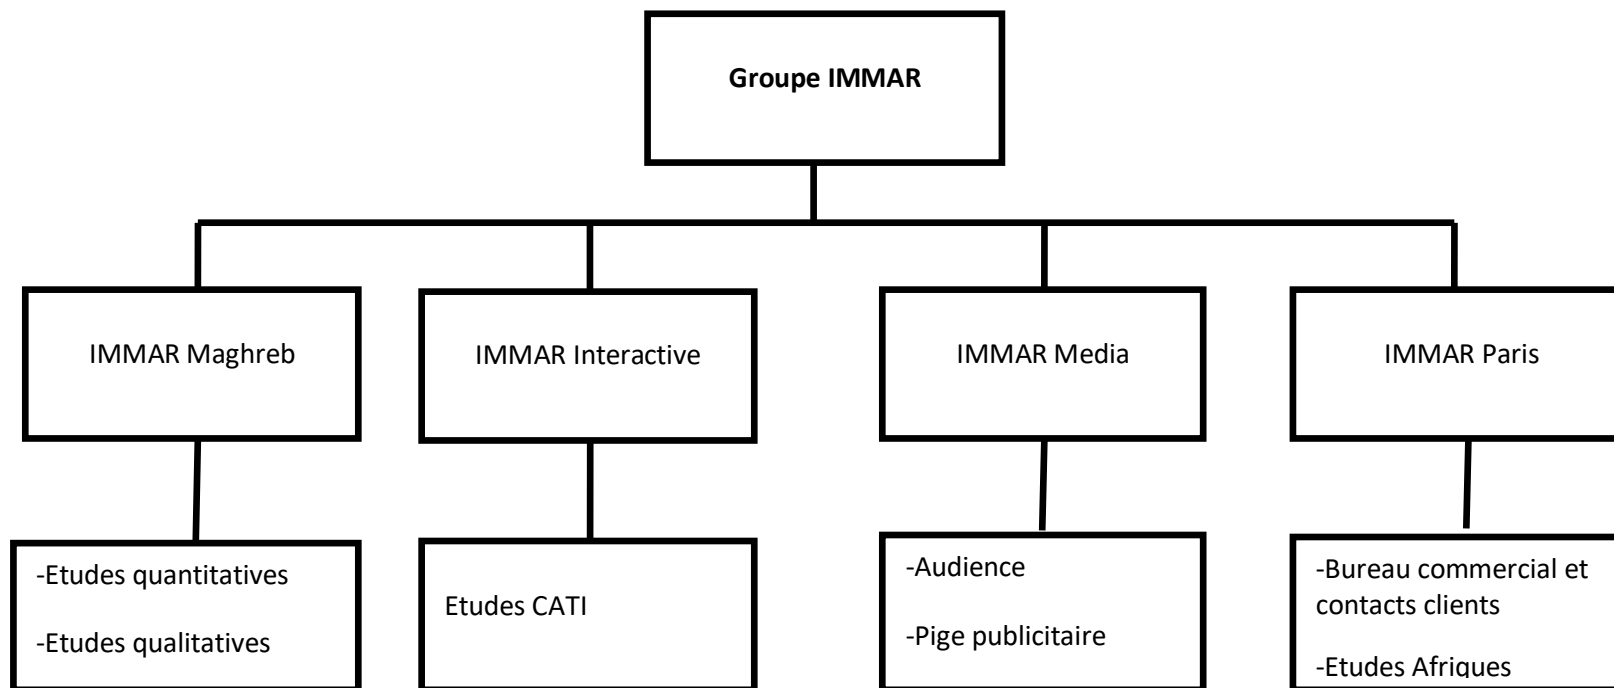 Groupe IMMAR
IMMAR Maghreb
IMMAR Interactive
IMMAR Media
IMMAR Paris
-Etudes quantitatives
-Etudes qualitatives
Etudes CATI
-Audience
-Pige publicitaire
-Bureau commercial et
contacts clients
-Etudes Afriques